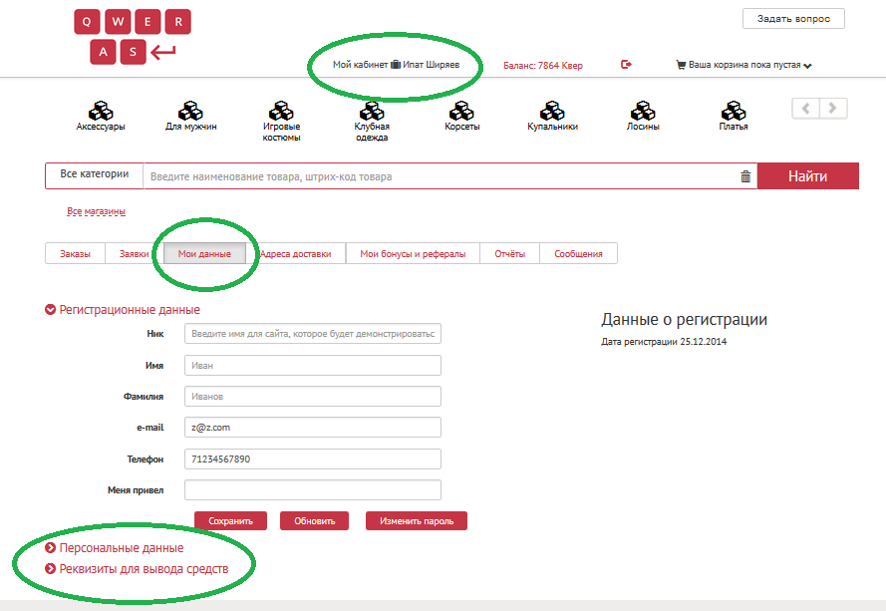 Q W E R
Задать вопрос
A S
Мой кабинет Ипат Ширяев
Баланс: 7864 Квер
Ваша корзина пока пустая
Аксессуары
Для мужчин
Игровые
костюмы
Клубная
одежда
Корсеты
Купальники
Лосины
Платья
Все категории
Введите наименование товара, штрих-код товара
Найти
Все магазины
Заказы
Заявки
Мои данные
Адреса доставки
Мои бонусы и рефералы
Отчёты
Сообщения
Регистрационные данные
Данные о регистрации
Дата регистрации 25.12.2014
Ник
Введите имя для сайта, которое будет демонстрироватьс
Имя
Иван
Фамилия
Иванов
e-mail
z@z.com
Телефон
71234567890
Меня привел
Сохранить
Обновить
Изменить пароль
Персональные данные
Реквизиты для вывода средств